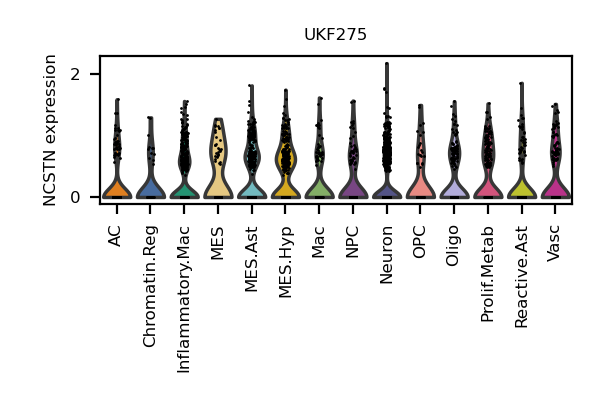 UKF275
NCSTN expression
2
0
AC
Chromatin.Reg
Inflammatory.Mac
MES
MES.Ast
MES.Hyp
Mac
NPC
Neuron
OPC
Oligo
Prolif.Metab
Reactive.Ast
Vasc